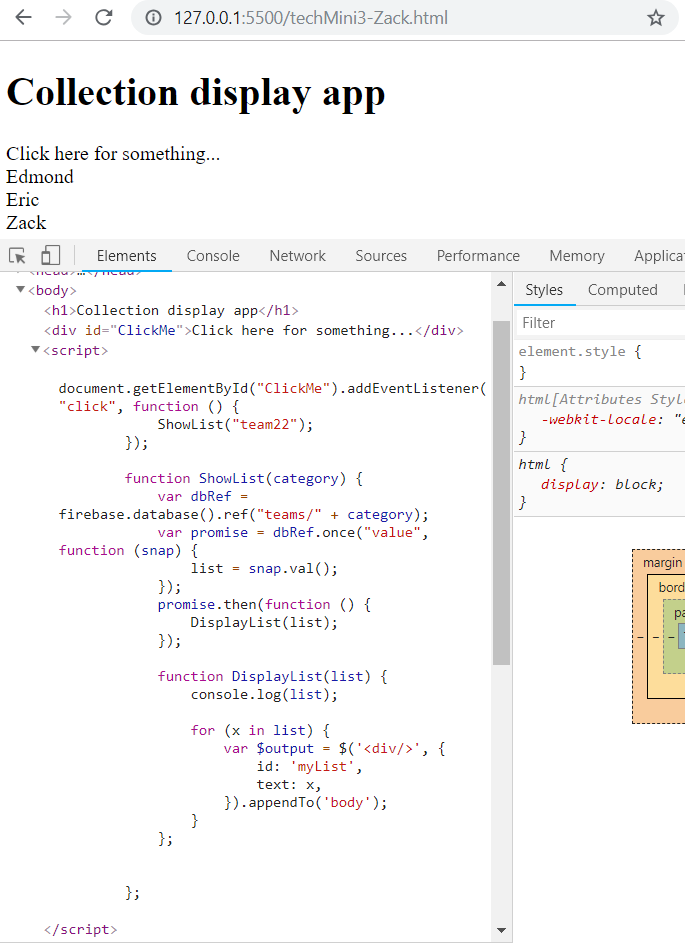 127.0.0.1:5500/techMini3-Zack.html
Collection display app
Click here for something...
Edmond
Eric
Zack
Elements Console Network Sources Performance Memory
<body>
<h1>Collection display app</h1>
<div id="ClickMe">Click here for something...</div>
<script>
document.getElementById("ClickMe").addEventListener(
"click", function () {
ShowList("team22");
});
function ShowList(category) {
var dbRef =
firebase.database().ref("teams/" + category);
var promise = dbRef.once("value",
function (snap) {
list = snap.val();
});
promise.then(function () {
DisplayList(list);
});
function DisplayList(list) {
console.log(list);
for (x in list) {
var $output = $('<div/>', {
id: 'myList',
text: x,
}).appendTo('body');
}
};
};
</script>
Styles Computed
Filter
element.style {
}
html[Attributes Style
-webkit-locale: "e
}
html {
display: block;
}
margin
bord
pa